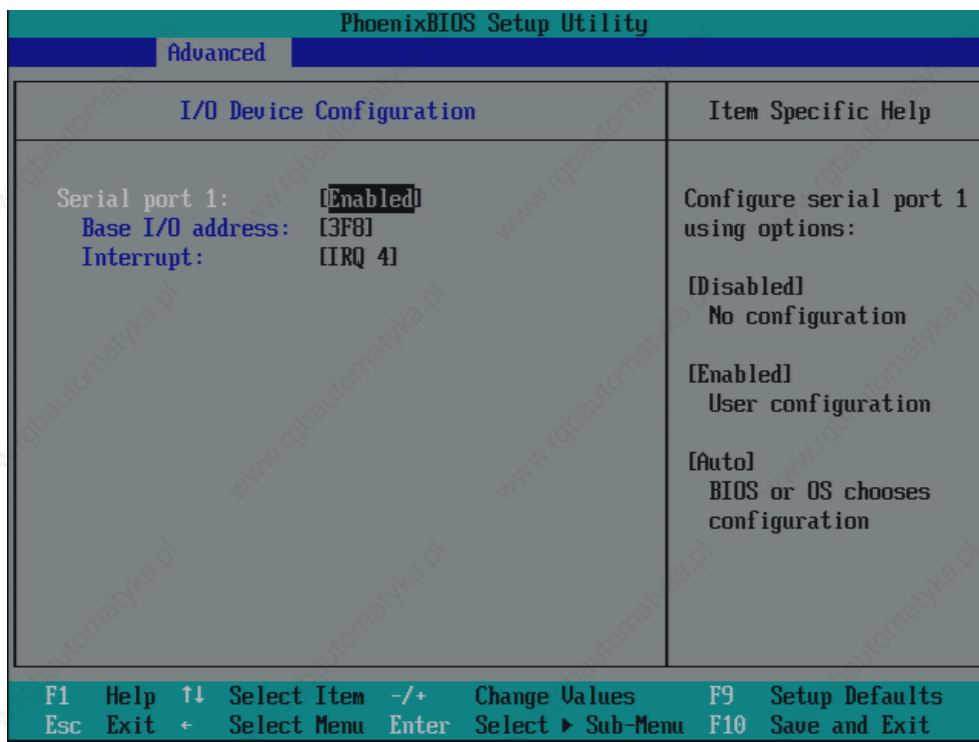 PhoenixBIOS Setup Utility
Advanced
I/O Device Configuration
Item Specific Help
Serial port 1: [Enabled]
Base I/O address: [3F8]
Interrupt: [IRQ 4]
Configure serial port 1
using options:
[Disabled]
No configuration
[Enabled]
User configuration
[Auto]
BIOS or OS chooses
configuration
F1 Help ↑↓ Select Item -/+ Change Values F9 Setup Defaults
Esc Exit ← Select Menu Enter Select ▶ Sub-Menu F10 Save and Exit
www.rgbautomatyka.pl